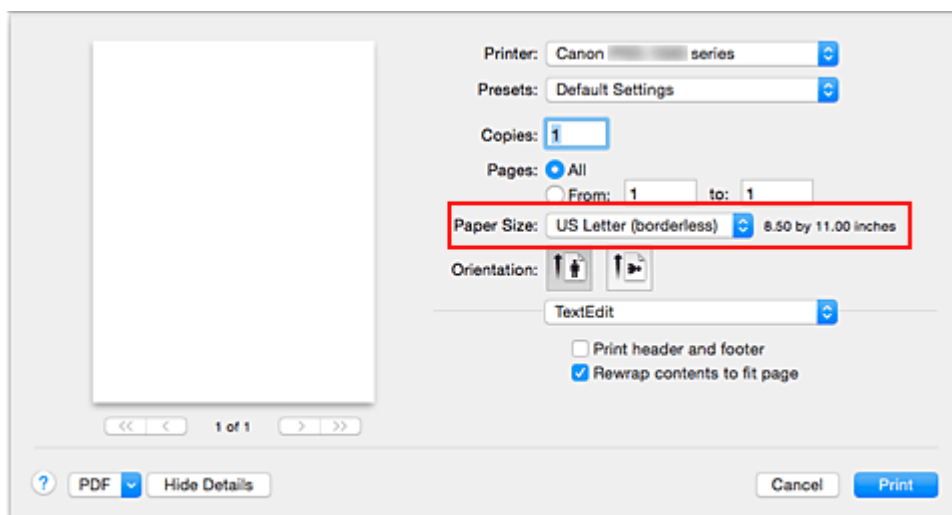 Printer: Canon series
Presets: Default Settings
Copies: 1
Pages: All
From: 1 to: 1
Paper Size: US Letter (borderless) 8.50 by 11.00 inches
Orientation:
TextEdit
Print header and footer
Rewrap contents to fit page
<< < 1 of 1 > >>
? PDF Hide Details Cancel Print